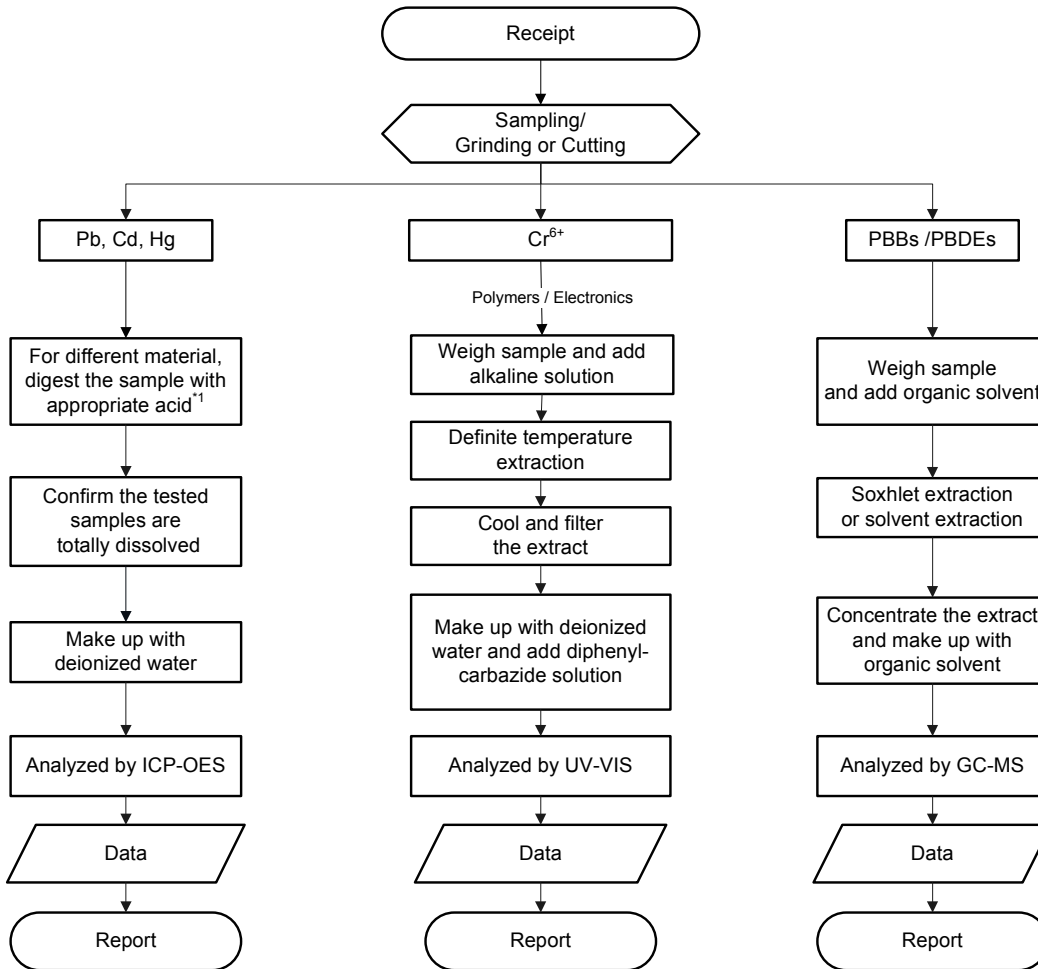 Receipt
Sampling/
Grinding or Cutting
Pb, Cd, Hg
For different material,
digest the sample with
appropriate acid*1
Confirm the tested
samples are
totally dissolved
Make up with
deionized water
Analyzed by ICP-OES
Data
Report
Cr6+
Polymers / Electronics
Weigh sample and add
alkaline solution
Definite temperature
extraction
Cool and filter
the extract
Make up with deionized
water and add diphenyl-
carbazide solution
Analyzed by UV-VIS
Data
Report
PBBs /PBDEs
Weigh sample
and add organic solvent
Soxhlet extraction
or solvent extraction
Concentrate the extract
and make up with
organic solvent
Analyzed by GC-MS
Data
Report